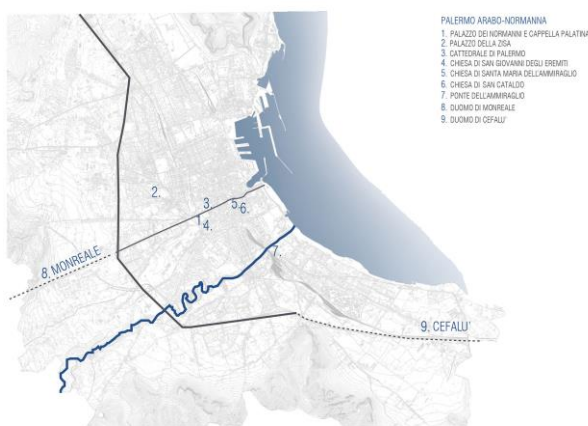 PALERMO ARABO-NORMANNA
1. PALAZZO DEI NORMANNI E CAPPELLA PALATINA
2. PALAZZO DELLA ZISA
3. CATTEDRALE DI PALERMO
4. CHIESA DI SAN GIOVANNI DEGLI EREMITI
5. CHIESA DI SANTA MARIA DELL'AMMIRAGLIO
6. CHIESA DI SAN CATALDO
7. PONTE DELL'AMMIRAGLIO
8. DUOMO DI MONREALE
9. DUOMO DI CEFALU'
2.
3.
5.
6.
1.
4.
8. MONREALE
7.
9. CEFALU'